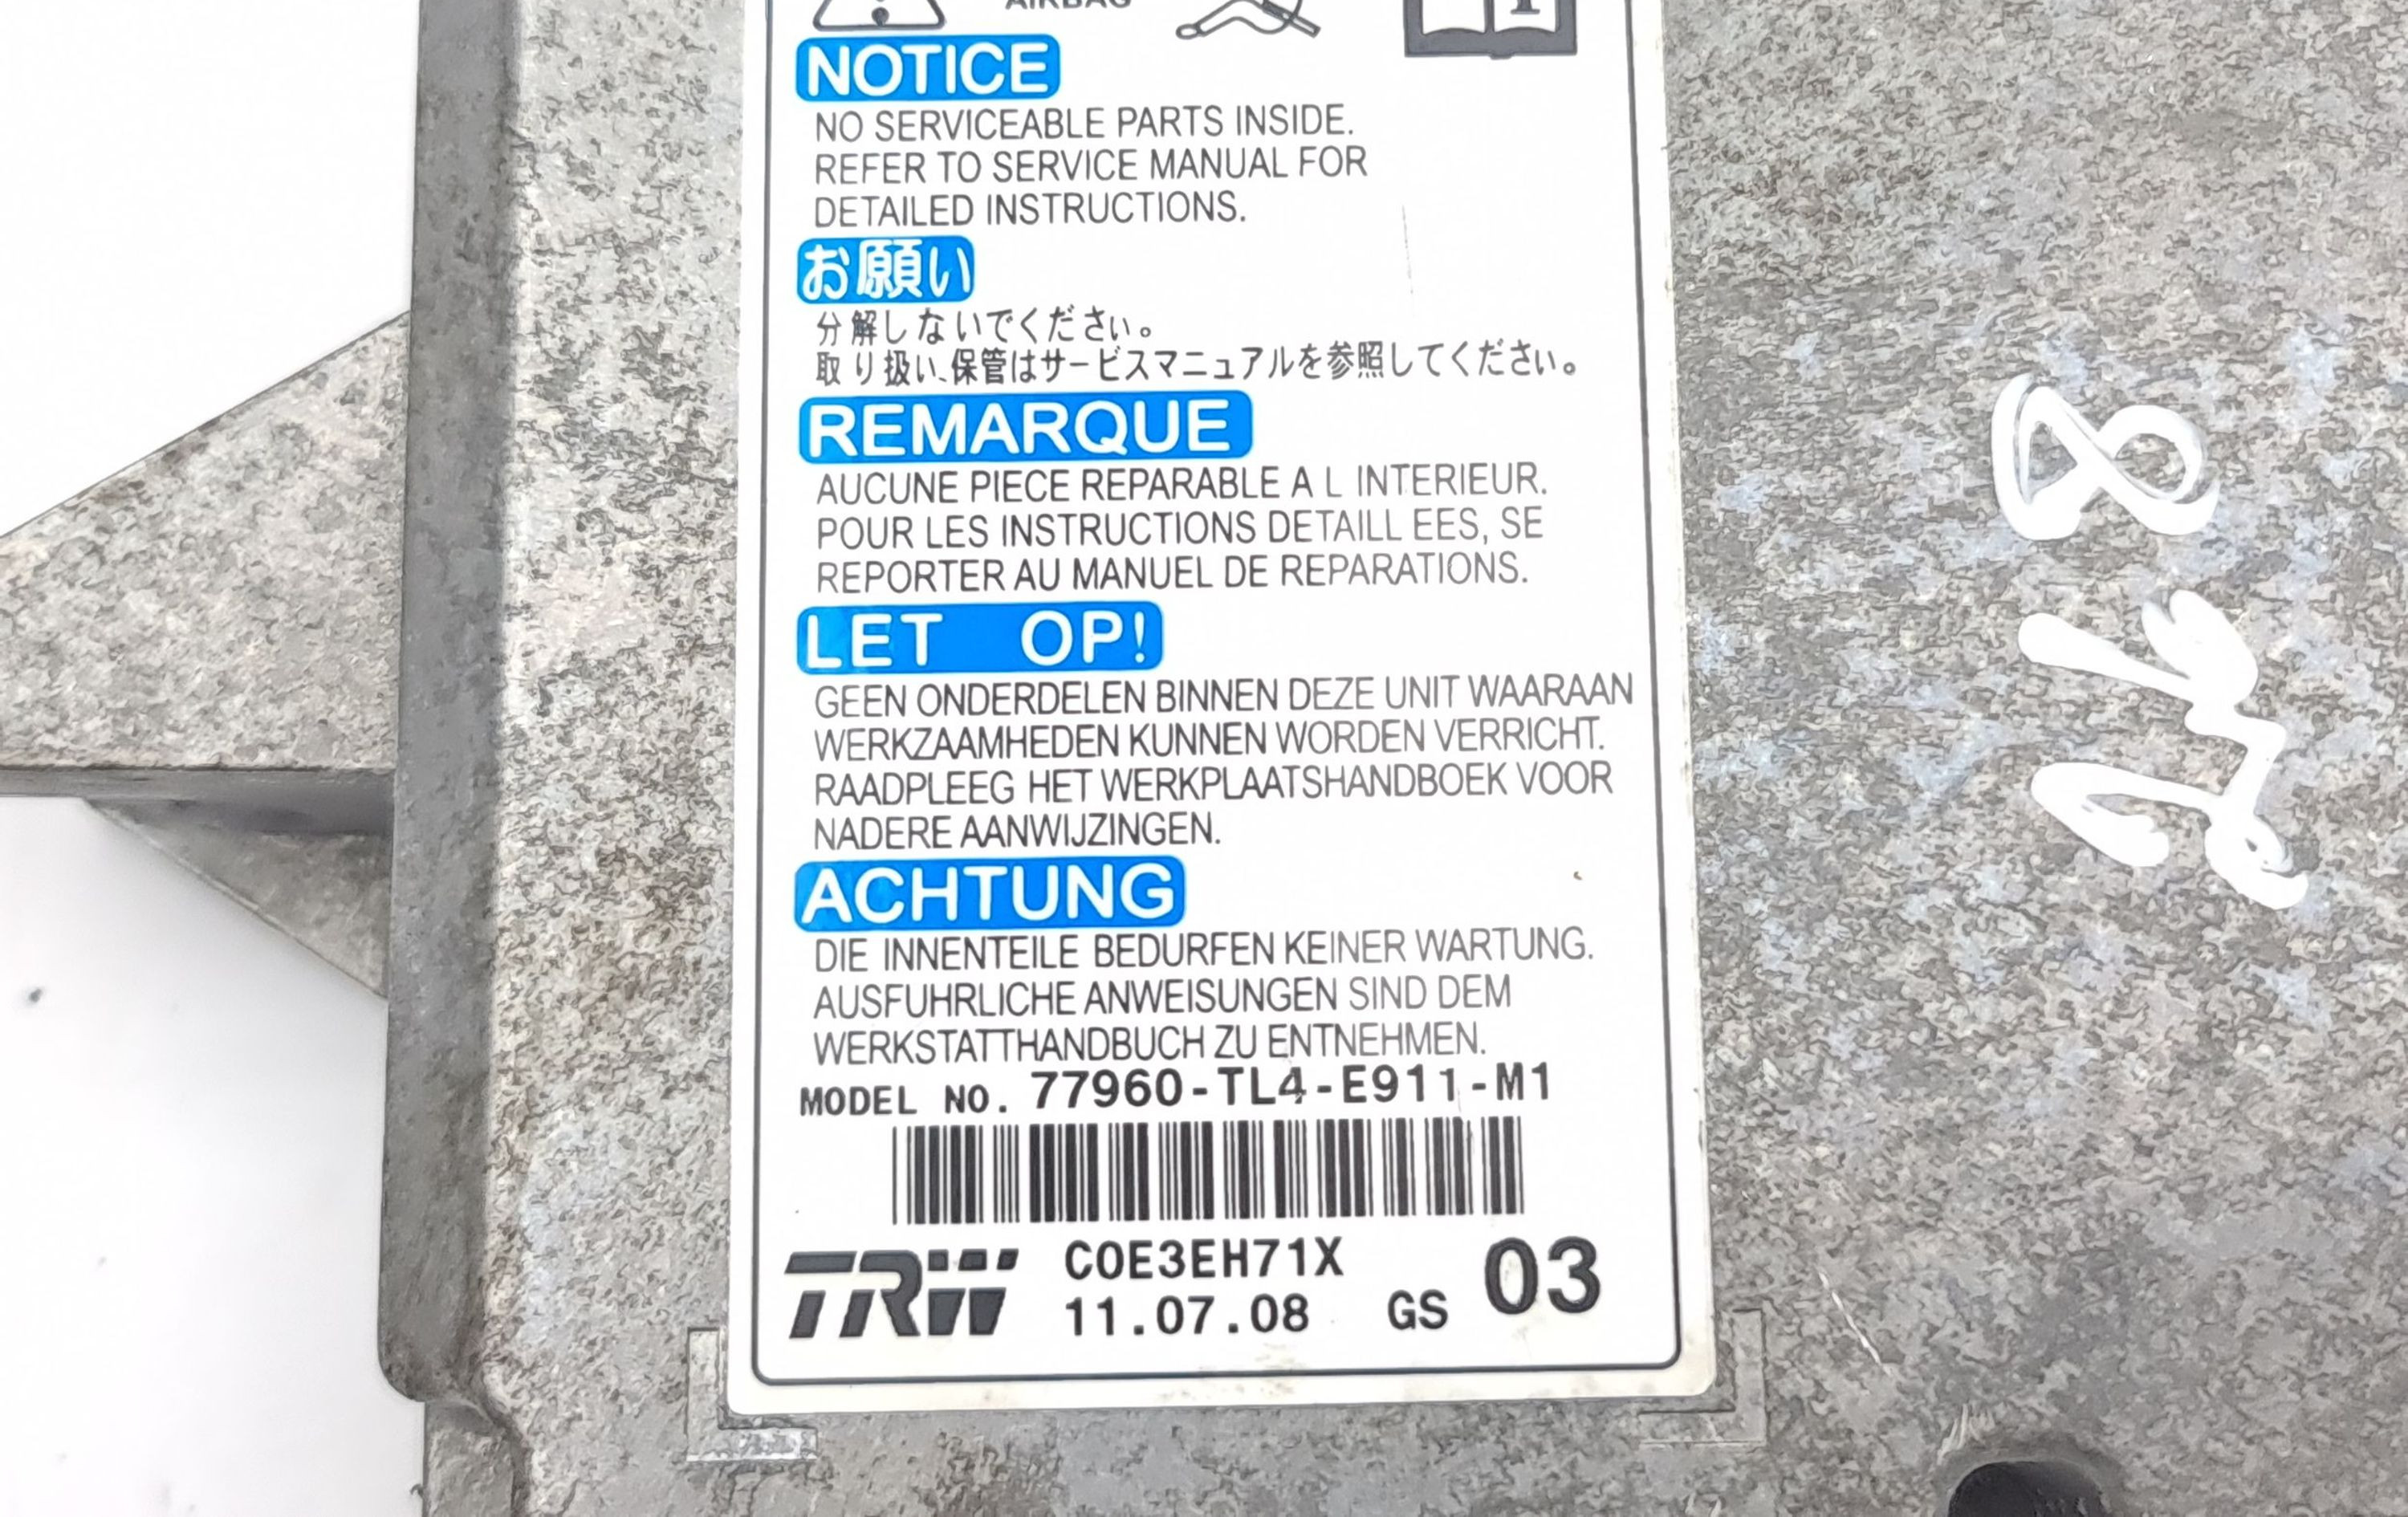 AIRBAG
NOTICE
NO SERVICEABLE PARTS INSIDE.
REFER TO SERVICE MANUAL FOR
DETAILED INSTRUCTIONS.
お願い
分解しないでください。
取り扱い、保管はサービスマニュアルを参照してください。
REMARQUE
AUCUNE PIECE REPARABLE A L INTERIEUR.
POUR LES INSTRUCTIONS DETAILL EES, SE
REPORTER AU MANUEL DE REPARATIONS.
LET OP!
GEEN ONDERDELEN BINNEN DEZE UNIT WAARAAN
WERKZAAMHEDEN KUNNEN WORDEN VERRICHT.
RAADPLEEG HET WERKPLAATSHANDBOEK VOOR
NADERE AANWIJZINGEN.
ACHTUNG
DIE INNENTEILE BEDURFEN KEINER WARTUNG.
AUSFUHRLICHE ANWEISUNGEN SIND DEM
WERKSTATTHANDBUCH ZU ENTNEHMEN.
MODEL NO. 77960-TL4-E911-M1
TRW C0E3EH71X
11.07.08 GS 03